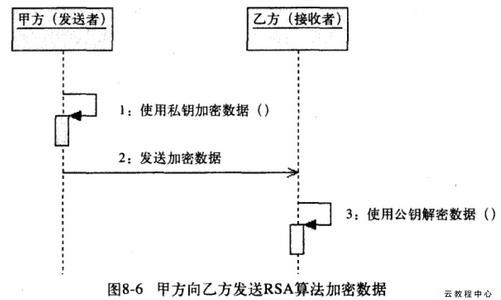 甲方（发送者）
乙方（接收者）
1：使用私钥加密数据（）
2：发送加密数据
3：使用公钥解密数据（）
图8-6 甲方向乙方发送RSA算法加密数据
云教程中心